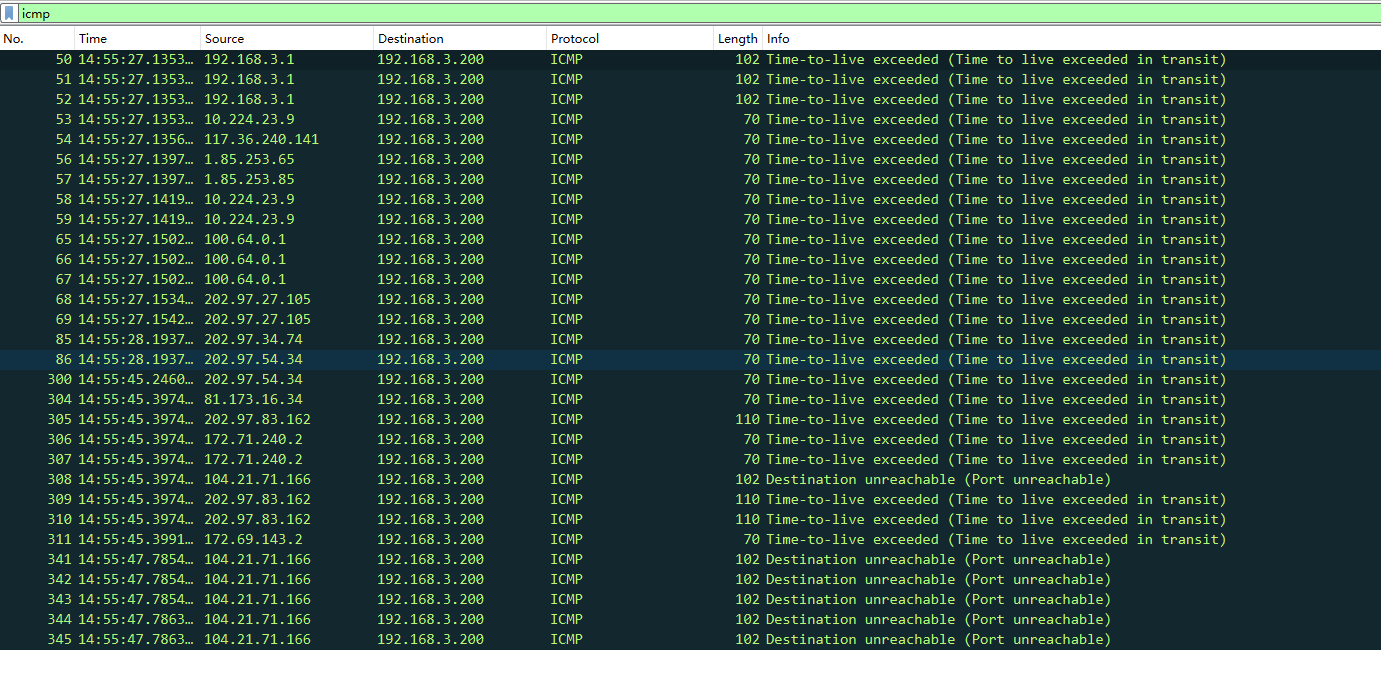 icmp
No. Time Source Destination Protocol Length Info
50 14:55:27.1353… 192.168.3.1 192.168.3.200 ICMP 102 Time-to-live exceeded (Time to live exceeded in transit)
51 14:55:27.1353… 192.168.3.1 192.168.3.200 ICMP 102 Time-to-live exceeded (Time to live exceeded in transit)
52 14:55:27.1353… 192.168.3.1 192.168.3.200 ICMP 102 Time-to-live exceeded (Time to live exceeded in transit)
53 14:55:27.1353… 10.224.23.9 192.168.3.200 ICMP 70 Time-to-live exceeded (Time to live exceeded in transit)
54 14:55:27.1356… 117.36.240.141 192.168.3.200 ICMP 70 Time-to-live exceeded (Time to live exceeded in transit)
56 14:55:27.1397… 1.85.253.65 192.168.3.200 ICMP 70 Time-to-live exceeded (Time to live exceeded in transit)
57 14:55:27.1397… 1.85.253.85 192.168.3.200 ICMP 70 Time-to-live exceeded (Time to live exceeded in transit)
58 14:55:27.1419… 10.224.23.9 192.168.3.200 ICMP 70 Time-to-live exceeded (Time to live exceeded in transit)
59 14:55:27.1419… 10.224.23.9 192.168.3.200 ICMP 70 Time-to-live exceeded (Time to live exceeded in transit)
65 14:55:27.1502… 100.64.0.1 192.168.3.200 ICMP 70 Time-to-live exceeded (Time to live exceeded in transit)
66 14:55:27.1502… 100.64.0.1 192.168.3.200 ICMP 70 Time-to-live exceeded (Time to live exceeded in transit)
67 14:55:27.1502… 100.64.0.1 192.168.3.200 ICMP 70 Time-to-live exceeded (Time to live exceeded in transit)
68 14:55:27.1534… 202.97.27.105 192.168.3.200 ICMP 70 Time-to-live exceeded (Time to live exceeded in transit)
69 14:55:27.1542… 202.97.27.105 192.168.3.200 ICMP 70 Time-to-live exceeded (Time to live exceeded in transit)
85 14:55:28.1937… 202.97.34.74 192.168.3.200 ICMP 70 Time-to-live exceeded (Time to live exceeded in transit)
86 14:55:28.1937… 202.97.54.34 192.168.3.200 ICMP 70 Time-to-live exceeded (Time to live exceeded in transit)
300 14:55:45.2460… 202.97.54.34 192.168.3.200 ICMP 70 Time-to-live exceeded (Time to live exceeded in transit)
304 14:55:45.3974… 81.173.16.34 192.168.3.200 ICMP 70 Time-to-live exceeded (Time to live exceeded in transit)
305 14:55:45.3974… 202.97.83.162 192.168.3.200 ICMP 110 Time-to-live exceeded (Time to live exceeded in transit)
306 14:55:45.3974… 172.71.240.2 192.168.3.200 ICMP 70 Time-to-live exceeded (Time to live exceeded in transit)
307 14:55:45.3974… 172.71.240.2 192.168.3.200 ICMP 70 Time-to-live exceeded (Time to live exceeded in transit)
308 14:55:45.3974… 104.21.71.166 192.168.3.200 ICMP 102 Destination unreachable (Port unreachable)
309 14:55:45.3974… 202.97.83.162 192.168.3.200 ICMP 110 Time-to-live exceeded (Time to live exceeded in transit)
310 14:55:45.3974… 202.97.83.162 192.168.3.200 ICMP 110 Time-to-live exceeded (Time to live exceeded in transit)
311 14:55:45.3991… 172.69.143.2 192.168.3.200 ICMP 70 Time-to-live exceeded (Time to live exceeded in transit)
341 14:55:47.7854… 104.21.71.166 192.168.3.200 ICMP 102 Destination unreachable (Port unreachable)
342 14:55:47.7854… 104.21.71.166 192.168.3.200 ICMP 102 Destination unreachable (Port unreachable)
343 14:55:47.7854… 104.21.71.166 192.168.3.200 ICMP 102 Destination unreachable (Port unreachable)
344 14:55:47.7863… 104.21.71.166 192.168.3.200 ICMP 102 Destination unreachable (Port unreachable)
345 14:55:47.7863… 104.21.71.166 192.168.3.200 ICMP 102 Destination unreachable (Port unreachable)